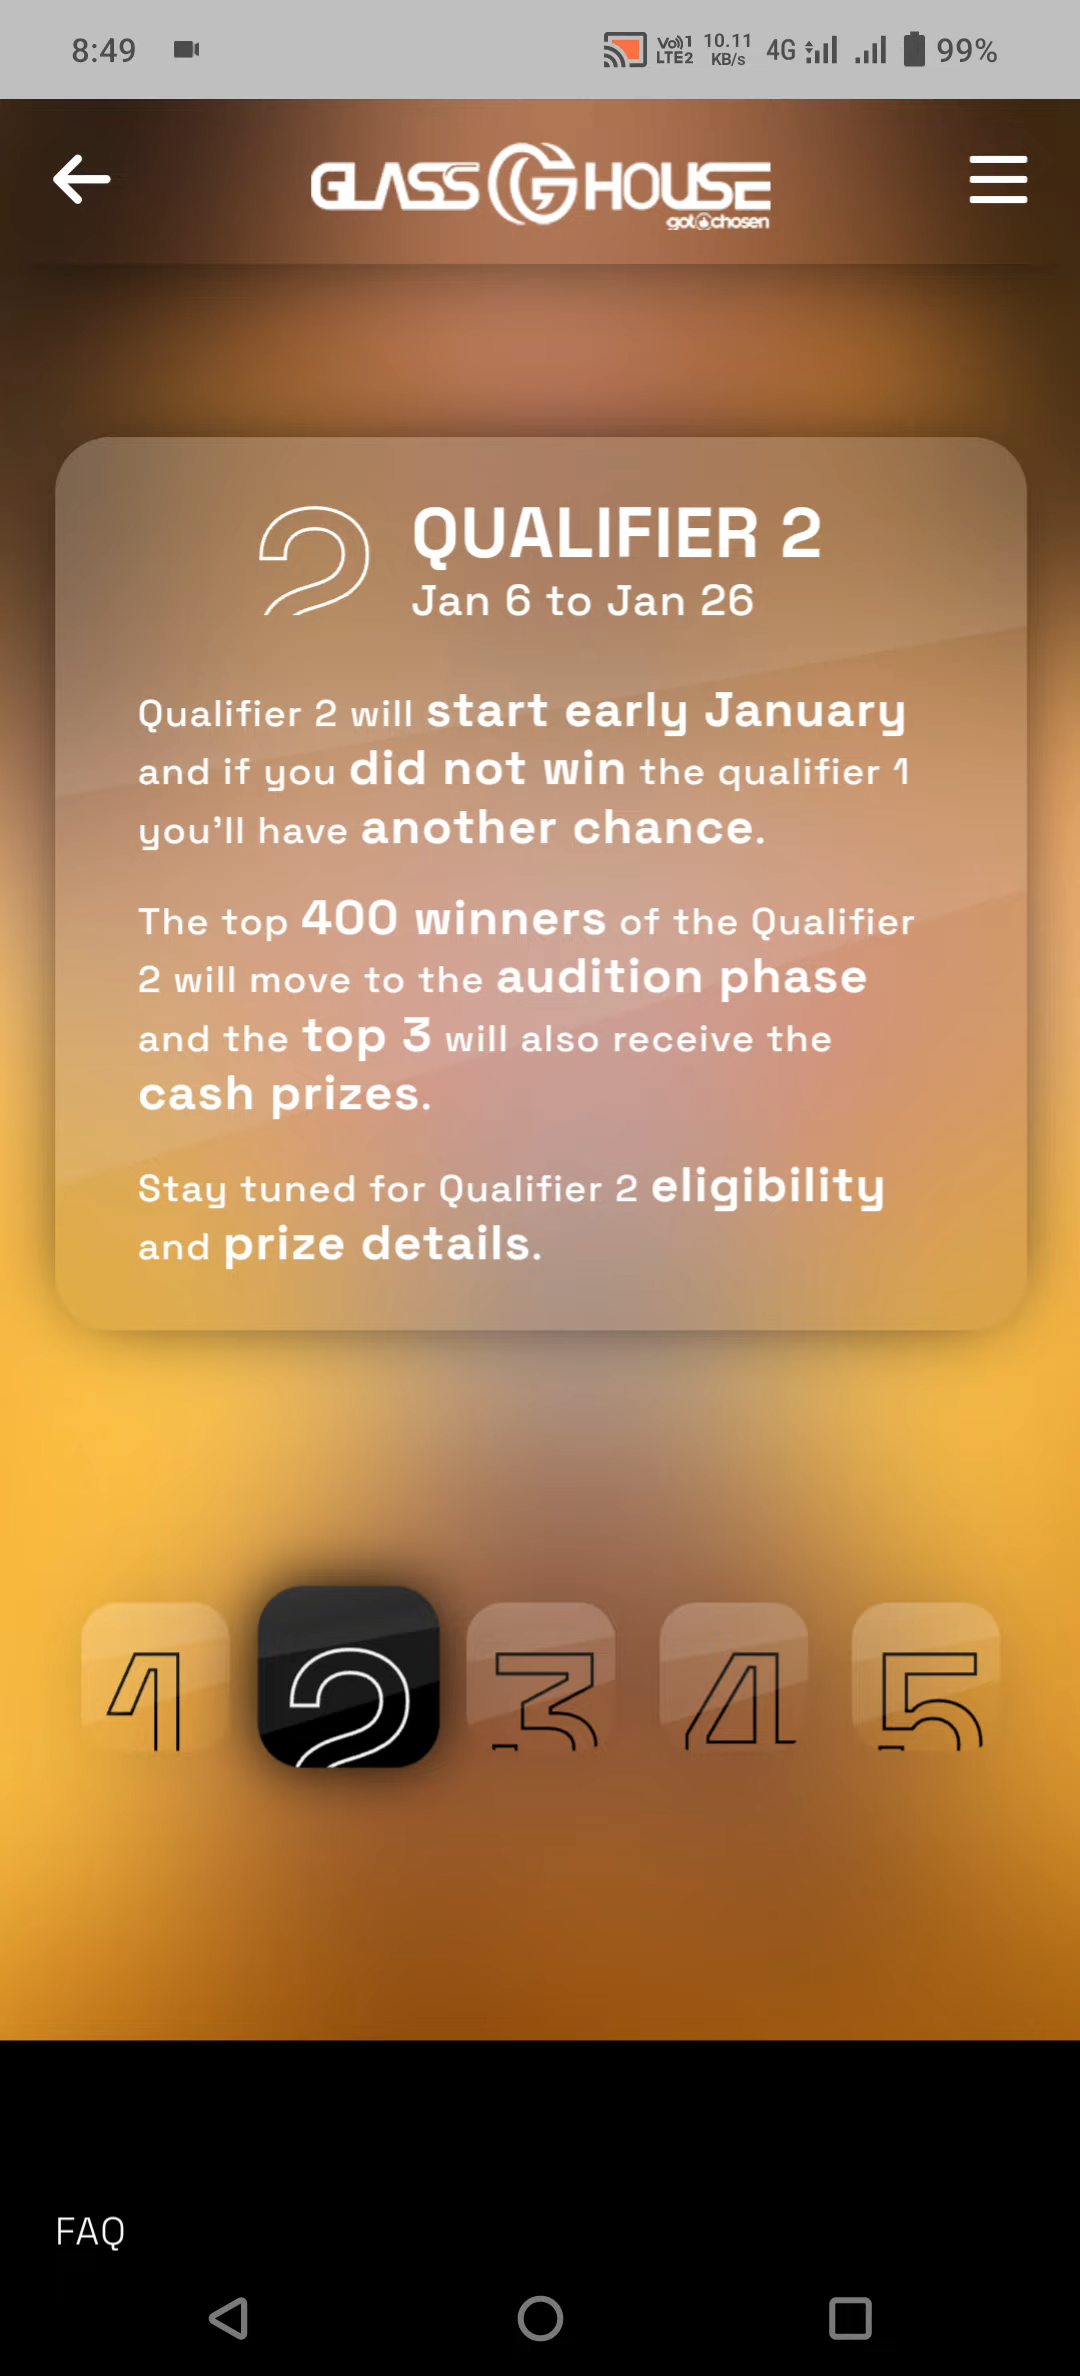 8:49 Vo)) 1 LTE2 10.11 KB/s 4G 99%
GLASS G HOUSE
gotchosen
2 QUALIFIER 2
Jan 6 to Jan 26
Qualifier 2 will start early January
and if you did not win the qualifier 1
you'll have another chance.
The top 400 winners of the Qualifier
2 will move to the audition phase
and the top 3 will also receive the
cash prizes.
Stay tuned for Qualifier 2 eligibility
and prize details.
1 2 3 4 5
FAQ